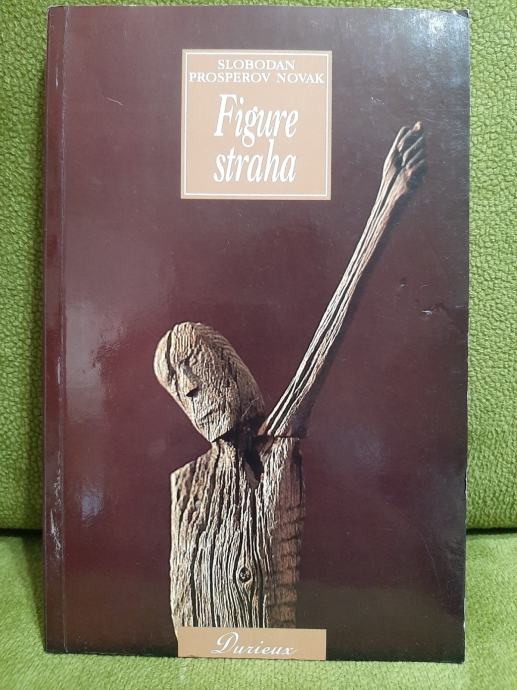 SLOBODAN
PROSPEROV NOVAK
Figure
straha
Durieux